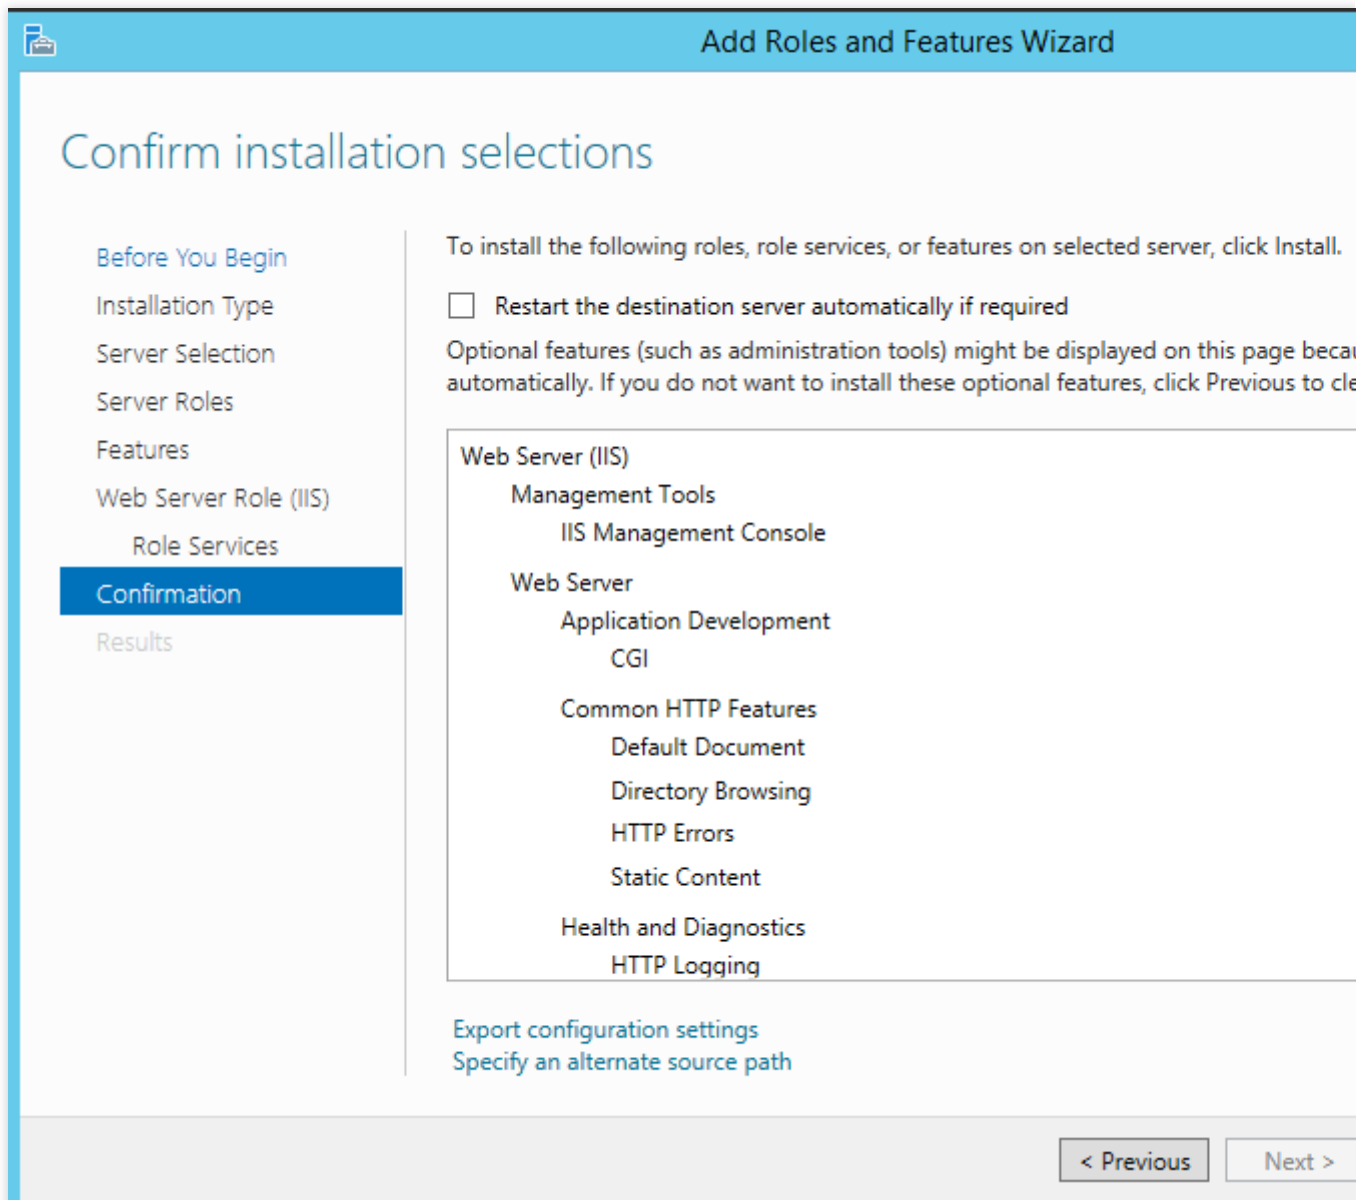 Add Roles and Features Wizard
Confirm installation selections
Before You Begin
Installation Type
Server Selection
Server Roles
Features
Web Server Role (IIS)
Role Services
Confirmation
Results
To install the following roles, role services, or features on selected server, click Install.
Restart the destination server automatically if required
Optional features (such as administration tools) might be displayed on this page
automatically. If you do not want to install these optional features, click Previous to
Web Server (IIS)
Management Tools
IIS Management Console
Web Server
Application Development
CGI
Common HTTP Features
Default Document
Directory Browsing
HTTP Errors
Static Content
Health and Diagnostics
HTTP Logging
Export configuration settings
Specify an alternate source path
< Previous
Next >